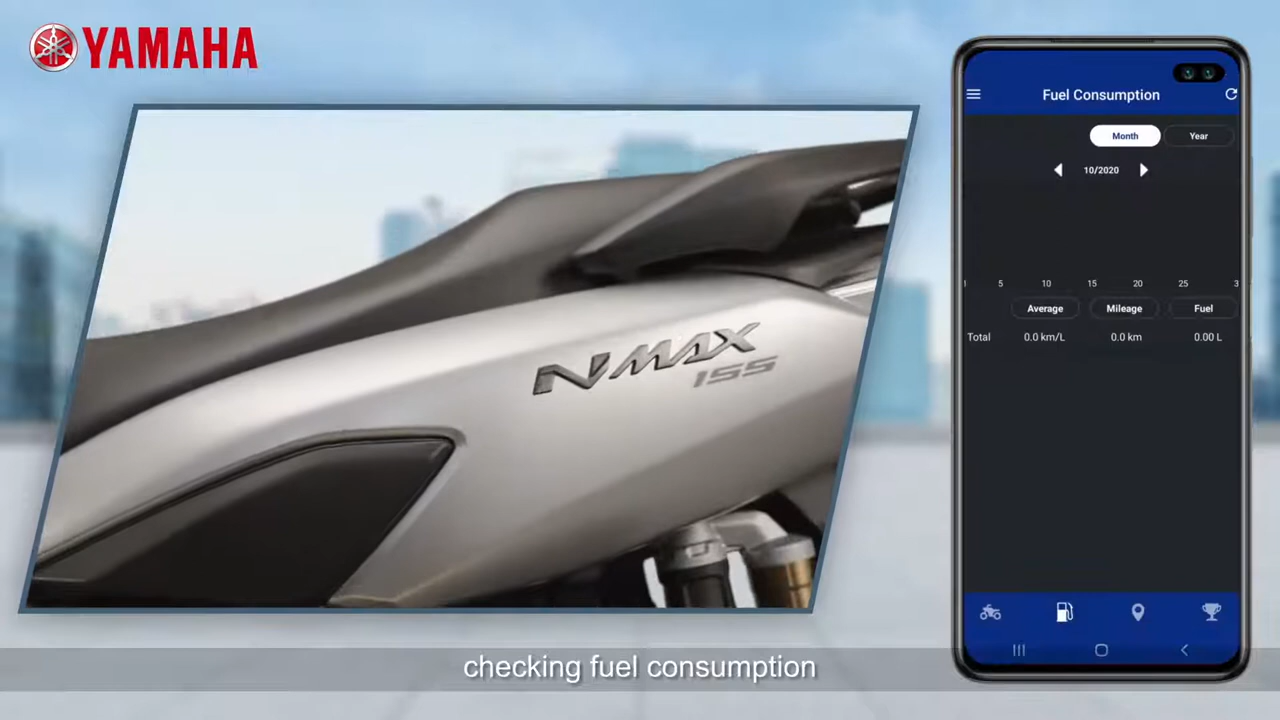 YAMAHA
NMAX
155
Fuel Consumption
Month Year
10/2020
5 10 15 20 25 3
Average Mileage Fuel
Total 0.0 km/L 0.0 km 0.00 L
checking fuel consumption